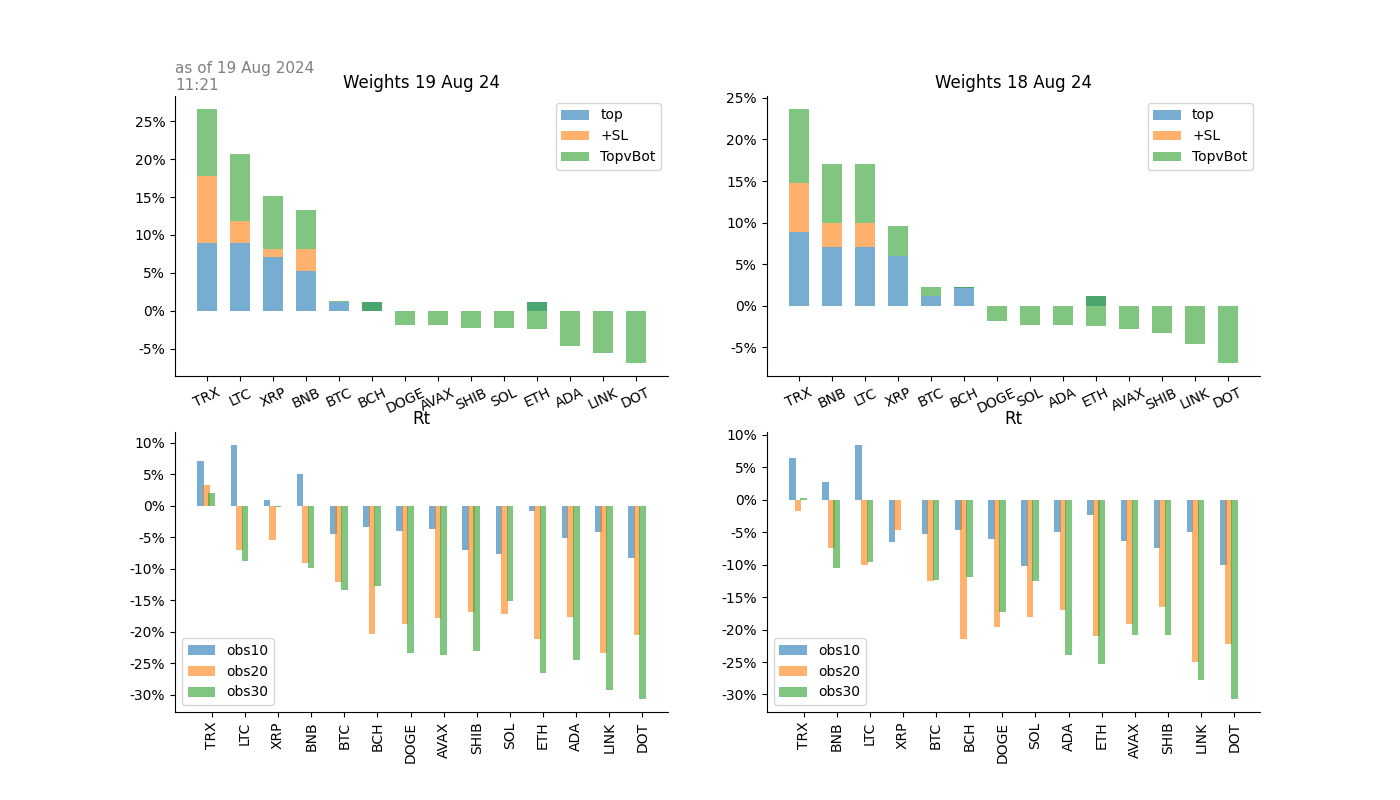 as of 19 Aug 2024
11:21
Weights 19 Aug 24
25%
20%
15%
10%
5%
0%
-5%
top
+SL
TopvBot
TRX LTC XRP BNB BTC BCH DOGE AVAX SHIB SOL ETH ADA LINK DOT
Weights 18 Aug 24
25%
20%
15%
10%
5%
0%
-5%
top
+SL
TopvBot
TRX BNB LTC XRP BTC BCH DOGE SOL ADA ETH AVAX SHIB LINK DOT
Rt
10%
5%
0%
-5%
-10%
-15%
-20%
-25%
-30%
obs10
obs20
obs30
TRX LTC XRP BNB BTC BCH DOGE AVAX SHIB SOL ETH ADA LINK DOT
Rt
10%
5%
0%
-5%
-10%
-15%
-20%
-25%
-30%
obs10
obs20
obs30
TRX BNB LTC XRP BTC BCH DOGE SOL ADA ETH AVAX SHIB LINK DOT